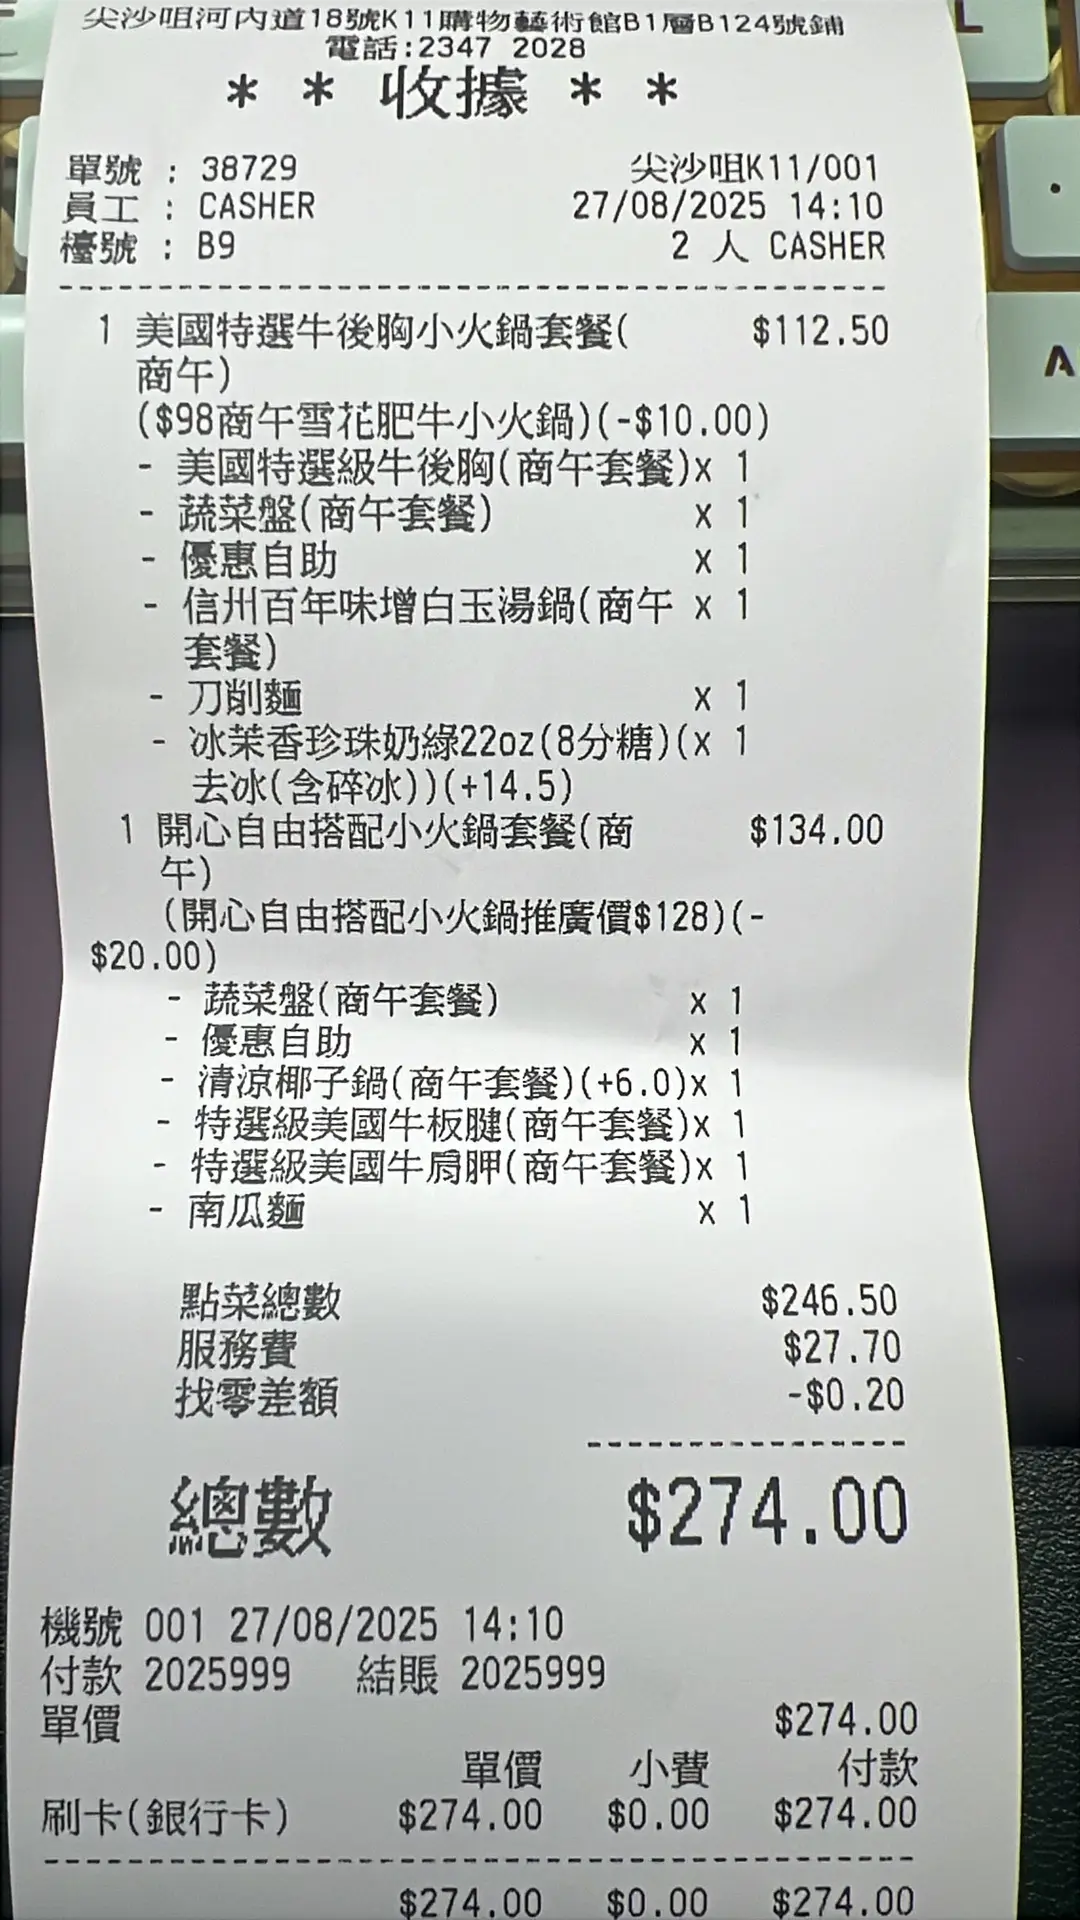 尖沙咀河內道18號K11購物藝術館B1層B124號鋪
電話:2347 2028
* * 收據 * *
單號 : 38729 尖沙咀K11/001
員工 : CASHER 27/08/2025 14:10
檯號 : B9 2 人 CASHER
1 美國特選牛後胸小火鍋套餐( $112.50
商午)
($98商午雪花肥牛小火鍋)(-$10.00)
- 美國特選級牛後胸(商午套餐)x 1
- 蔬菜盤(商午套餐) x 1
- 優惠自助 x 1
- 信州百年味增白玉湯鍋(商午 x 1
套餐)
- 刀削麵 x 1
- 冰茉香珍珠奶綠22oz(8分糖)(x 1
去冰(含碎冰))(+14.5)
1 開心自由搭配小火鍋套餐(商 $134.00
午)
(開心自由搭配小火鍋推廣價$128)(-
$20.00)
- 蔬菜盤(商午套餐) x 1
- 優惠自助 x 1
- 清涼椰子鍋(商午套餐)(+6.0)x 1
- 特選級美國牛板腱(商午套餐)x 1
- 特選級美國牛肩胛(商午套餐)x 1
- 南瓜麵 x 1
點菜總數 $246.50
服務費 $27.70
找零差額 -$0.20
總數 $274.00
機號 001 27/08/2025 14:10
付款 2025999 結賬 2025999
單價 $274.00
單價 小費 付款
刷卡(銀行卡) $274.00 $0.00 $274.00
$274.00 $0.00 $274.00
L
A